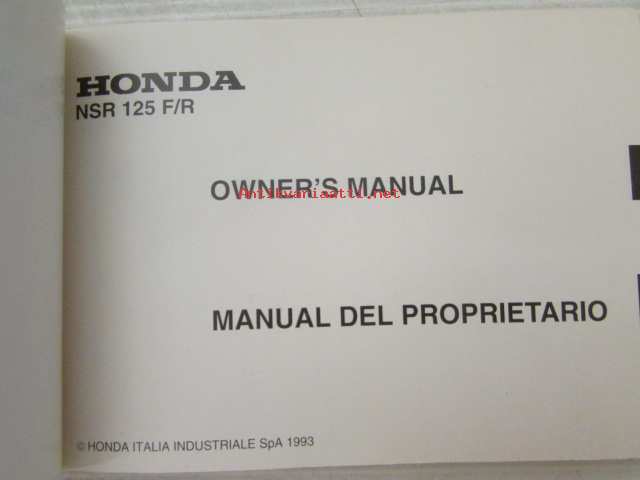 HONDA
NSR 125 F/R
OWNER'S MANUAL
Antikvariaatti.net
MANUAL DEL PROPRIETARIO
© HONDA ITALIA INDUSTRIALE SpA 1993